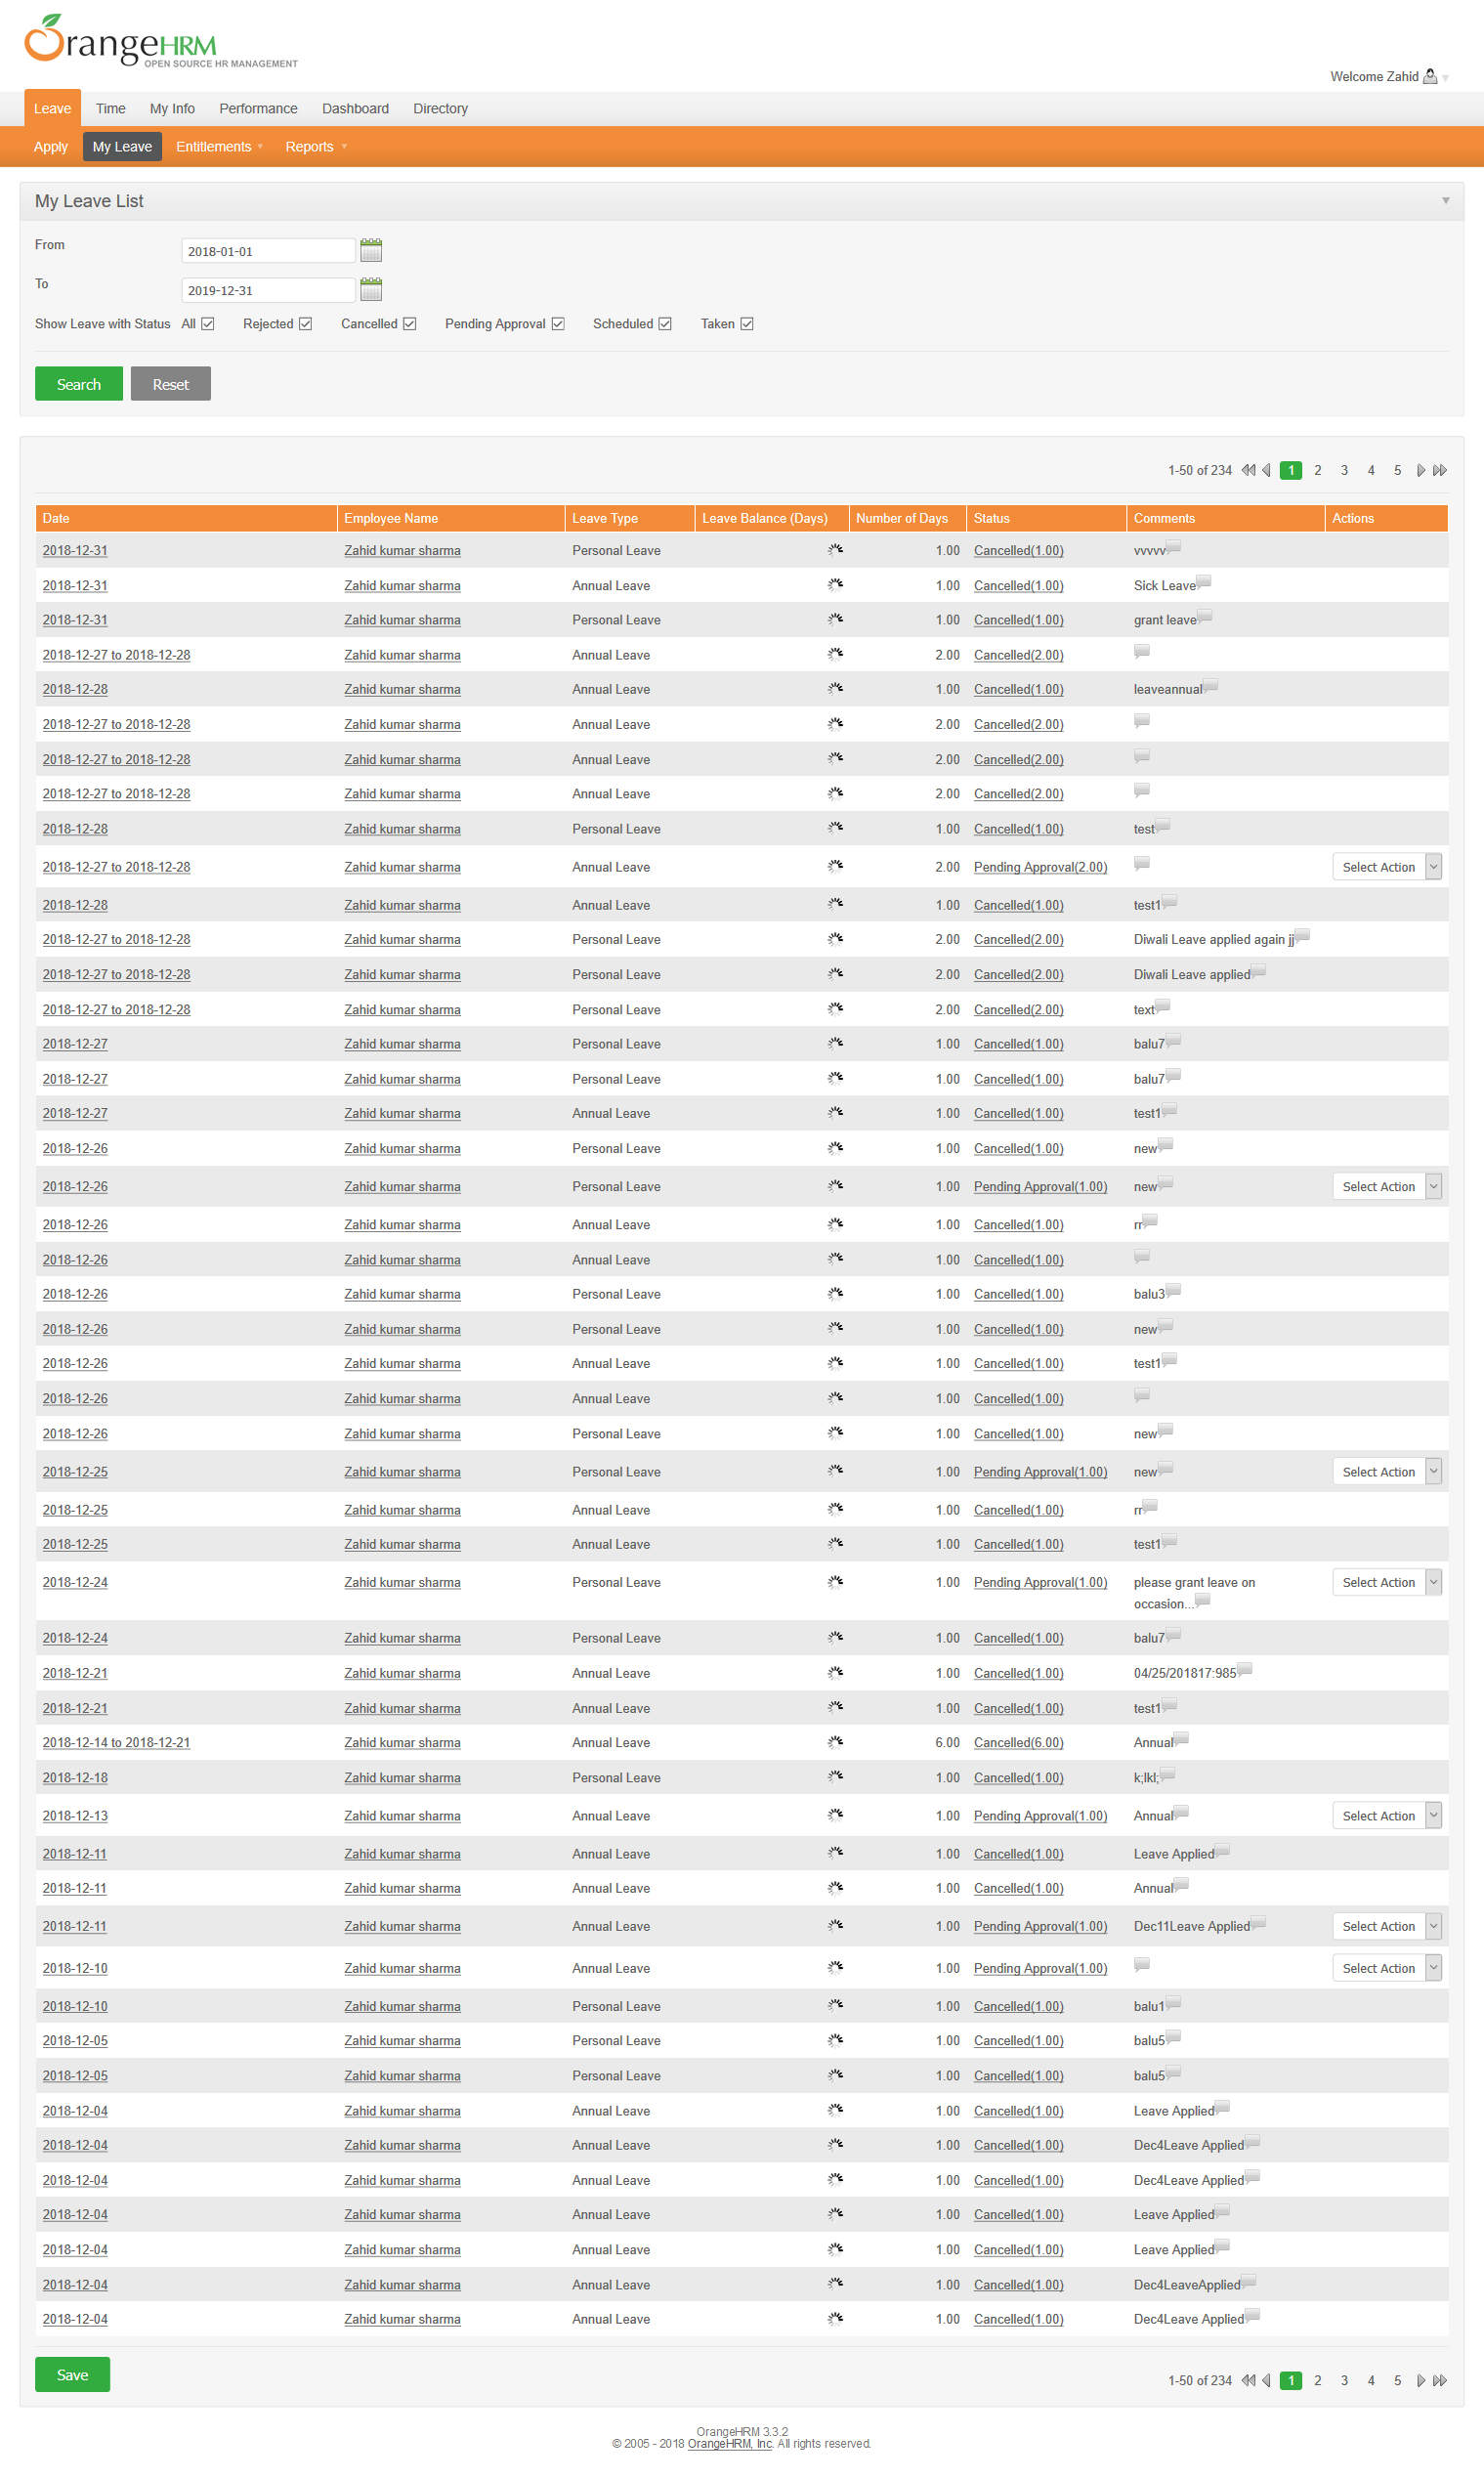 OrangeHRM
OPEN SOURCE HR MANAGEMENT
Welcome Zahid
Leave Time My Info Performance Dashboard Directory
Apply My Leave Entitlements Reports
My Leave List
From 2018-01-01
To 2019-12-31
Show Leave with Status All Rejected Cancelled Pending Approval Scheduled Taken
Search Reset
1-50 of 234 1 2 3 4 5
Date Employee Name Leave Type Leave Balance (Days) Number of Days Status Comments Actions
2018-12-31 Zahid kumar sharma Personal Leave 1.00 Cancelled(1.00) vvvvv
2018-12-31 Zahid kumar sharma Annual Leave 1.00 Cancelled(1.00) Sick Leave
2018-12-31 Zahid kumar sharma Personal Leave 1.00 Cancelled(1.00) grant leave
2018-12-27 to 2018-12-28 Zahid kumar sharma Annual Leave 2.00 Cancelled(2.00)
2018-12-28 Zahid kumar sharma Annual Leave 1.00 Cancelled(1.00) leaveannual
2018-12-27 to 2018-12-28 Zahid kumar sharma Annual Leave 2.00 Cancelled(2.00)
2018-12-27 to 2018-12-28 Zahid kumar sharma Annual Leave 2.00 Cancelled(2.00)
2018-12-27 to 2018-12-28 Zahid kumar sharma Annual Leave 2.00 Cancelled(2.00)
2018-12-28 Zahid kumar sharma Personal Leave 1.00 Cancelled(1.00) test
2018-12-27 to 2018-12-28 Zahid kumar sharma Annual Leave 2.00 Pending Approval(2.00) Select Action
2018-12-28 Zahid kumar sharma Annual Leave 1.00 Cancelled(1.00) test1
2018-12-27 to 2018-12-28 Zahid kumar sharma Personal Leave 2.00 Cancelled(2.00) Diwali Leave applied again jj
2018-12-27 to 2018-12-28 Zahid kumar sharma Personal Leave 2.00 Cancelled(2.00) Diwali Leave applied
2018-12-27 to 2018-12-28 Zahid kumar sharma Personal Leave 2.00 Cancelled(2.00) text
2018-12-27 Zahid kumar sharma Personal Leave 1.00 Cancelled(1.00) balu7
2018-12-27 Zahid kumar sharma Personal Leave 1.00 Cancelled(1.00) balu7
2018-12-27 Zahid kumar sharma Annual Leave 1.00 Cancelled(1.00) test1
2018-12-26 Zahid kumar sharma Personal Leave 1.00 Cancelled(1.00) new
2018-12-26 Zahid kumar sharma Personal Leave 1.00 Pending Approval(1.00) new Select Action
2018-12-26 Zahid kumar sharma Annual Leave 1.00 Cancelled(1.00) rr
2018-12-26 Zahid kumar sharma Annual Leave 1.00 Cancelled(1.00)
2018-12-26 Zahid kumar sharma Personal Leave 1.00 Cancelled(1.00) balu3
2018-12-26 Zahid kumar sharma Personal Leave 1.00 Cancelled(1.00) new
2018-12-26 Zahid kumar sharma Annual Leave 1.00 Cancelled(1.00) test1
2018-12-26 Zahid kumar sharma Annual Leave 1.00 Cancelled(1.00)
2018-12-26 Zahid kumar sharma Personal Leave 1.00 Cancelled(1.00) new
2018-12-25 Zahid kumar sharma Personal Leave 1.00 Pending Approval(1.00) new Select Action
2018-12-25 Zahid kumar sharma Annual Leave 1.00 Cancelled(1.00) rr
2018-12-25 Zahid kumar sharma Annual Leave 1.00 Cancelled(1.00) test1
2018-12-24 Zahid kumar sharma Personal Leave 1.00 Pending Approval(1.00) please grant leave on Select Action
occasion...
2018-12-24 Zahid kumar sharma Personal Leave 1.00 Cancelled(1.00) balu7
2018-12-21 Zahid kumar sharma Annual Leave 1.00 Cancelled(1.00) 04/25/201817:985
2018-12-21 Zahid kumar sharma Annual Leave 1.00 Cancelled(1.00) test1
2018-12-14 to 2018-12-21 Zahid kumar sharma Annual Leave 6.00 Cancelled(6.00) Annual
2018-12-18 Zahid kumar sharma Personal Leave 1.00 Cancelled(1.00) k;lkl;
2018-12-13 Zahid kumar sharma Annual Leave 1.00 Pending Approval(1.00) Annual Select Action
2018-12-11 Zahid kumar sharma Annual Leave 1.00 Cancelled(1.00) Leave Applied
2018-12-11 Zahid kumar sharma Annual Leave 1.00 Cancelled(1.00) Annual
2018-12-11 Zahid kumar sharma Annual Leave 1.00 Pending Approval(1.00) Dec11Leave Applied Select Action
2018-12-10 Zahid kumar sharma Annual Leave 1.00 Pending Approval(1.00) Select Action
2018-12-10 Zahid kumar sharma Personal Leave 1.00 Cancelled(1.00) balu1
2018-12-05 Zahid kumar sharma Personal Leave 1.00 Cancelled(1.00) balu5
2018-12-05 Zahid kumar sharma Personal Leave 1.00 Cancelled(1.00) balu5
2018-12-04 Zahid kumar sharma Annual Leave 1.00 Cancelled(1.00) Leave Applied
2018-12-04 Zahid kumar sharma Annual Leave 1.00 Cancelled(1.00) Dec4Leave Applied
2018-12-04 Zahid kumar sharma Annual Leave 1.00 Cancelled(1.00) Dec4Leave Applied
2018-12-04 Zahid kumar sharma Annual Leave 1.00 Cancelled(1.00) Leave Applied
2018-12-04 Zahid kumar sharma Annual Leave 1.00 Cancelled(1.00) Leave Applied
2018-12-04 Zahid kumar sharma Annual Leave 1.00 Cancelled(1.00) Dec4LeaveApplied
2018-12-04 Zahid kumar sharma Annual Leave 1.00 Cancelled(1.00) Dec4Leave Applied
Save 1-50 of 234 1 2 3 4 5
OrangeHRM 3.3.2
© 2005 - 2018 OrangeHRM, Inc. All rights reserved.